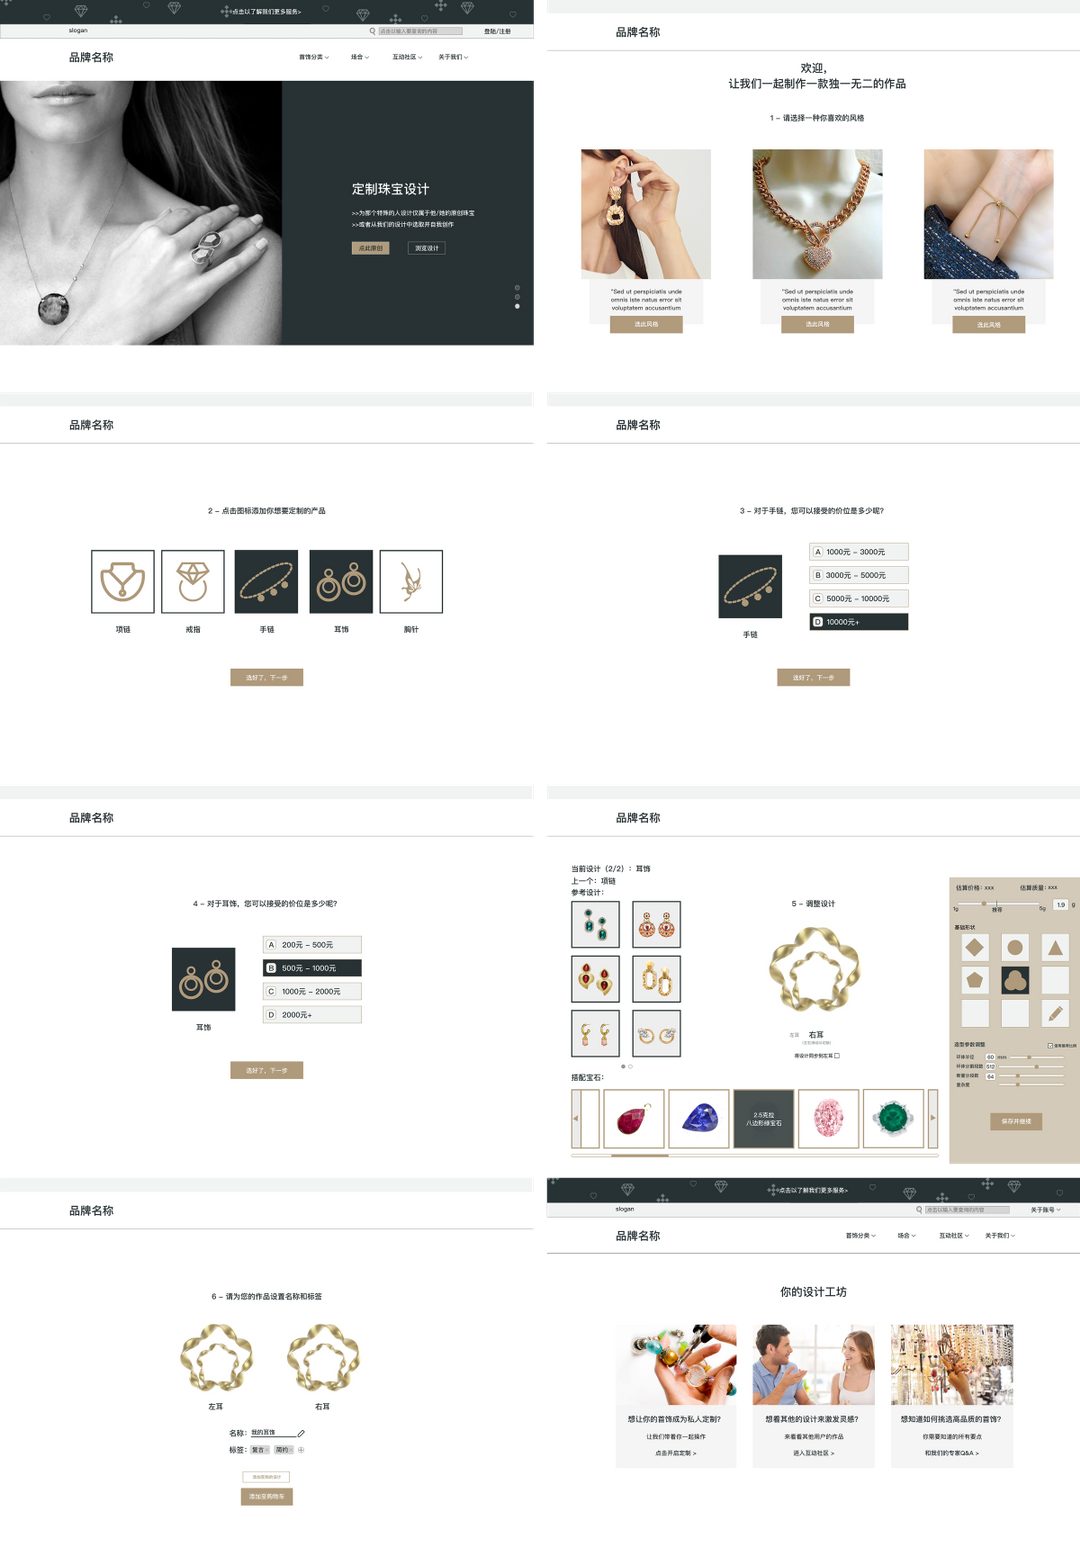 点击以了解我们更多服务>
slogan
点击以输入要查询的内容
登陆/注册
品牌名称
首饰分类
场合
互动社区
关于我们
定制珠宝设计
>>为那个特殊的人设计仅属于他/她的原创珠宝
>>或者从我们的设计中选取并自我创作
点此原创
浏览设计
品牌名称
欢迎，
让我们一起制作一款独一无二的作品
1 – 请选择一种你喜欢的风格
"Sed ut perspiciatis unde
omnis iste natus error sit
voluptatem accusantium
选此风格
"Sed ut perspiciatis unde
omnis iste natus error sit
voluptatem accusantium
选此风格
"Sed ut perspiciatis unde
omnis iste natus error sit
voluptatem accusantium
选此风格
品牌名称
2 – 点击图标添加你想要定制的产品
项链
戒指
手链
耳饰
胸针
选好了，下一步
品牌名称
3 – 对于手链，您可以接受的价位是多少呢?
A 1000元 – 3000元
B 3000元 – 5000元
C 5000元 – 10000元
D 10000元+
手链
选好了，下一步
品牌名称
4 – 对于耳饰，您可以接受的价位是多少呢?
A 200元 – 500元
B 500元 – 1000元
C 1000元 – 2000元
D 2000元+
耳饰
选好了，下一步
品牌名称
当前设计（2/2）：耳饰
上一个：项链
参考设计：
5 – 调整设计
左耳
右耳
将设计同步到左耳
搭配宝石：
2.5克拉
八边形绿宝石
估算价格：xxx
估算质量：xxx
1g
推荐
5g
1.9 g
基础形状
造型参数调整
环体半径 60 mm
环体分割段数 512
64
复杂度
保存并继续
品牌名称
6 – 请为您的作品设置名称和标签
左耳
右耳
名称：我的耳饰
标签：复古 简约
添加至购物车
点击以了解我们更多服务>
slogan
点击以输入要查询的内容
关于账号
品牌名称
首饰分类
场合
互动社区
关于我们
你的设计工坊
想让你的首饰成为私人定制?
让我们带着你一起操作
点击开启定制 >
想看其他的设计来激发灵感?
来看看其他用户的作品
进入互动社区 >
想知道如何挑选高品质的首饰?
你需要知道的所有要点
和我们的专家Q&A >